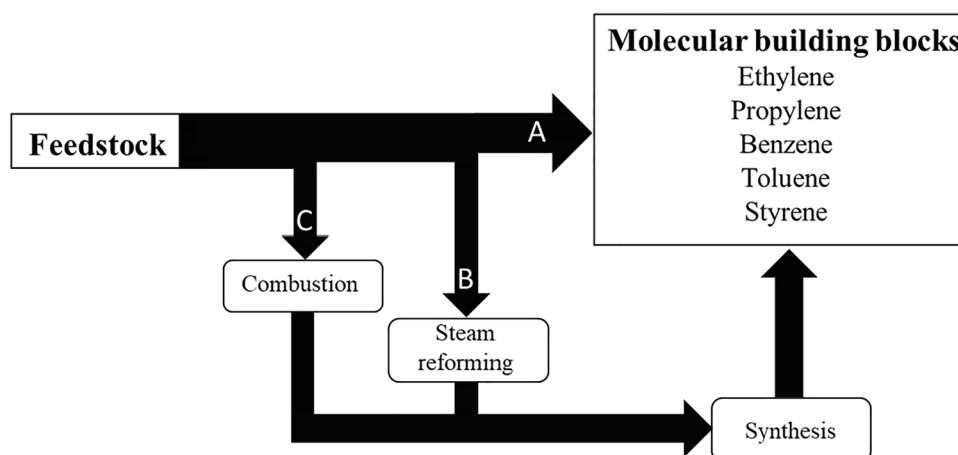 Molecular building blocks
Ethylene
Propylene
Benzene
Toluene
Styrene
Feedstock
A
C
B
Combustion
Steam
reforming
Synthesis